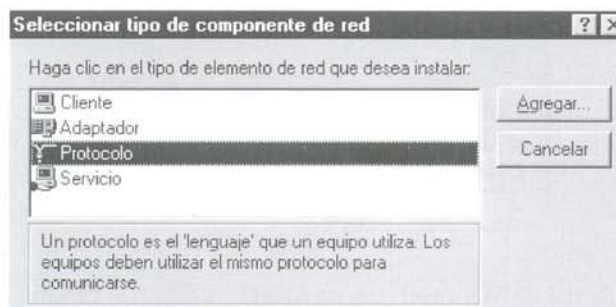 Seleccionar tipo de componente de red
Haga clic en el tipo de elemento de red que desea instalar:
Cliente
Adaptador
Protocolo
Servicio
Agregar...
Cancelar
Un protocolo es el 'lenguaje' que un equipo utiliza. Los
equipos deben utilizar el mismo protocolo para
comunicarse.